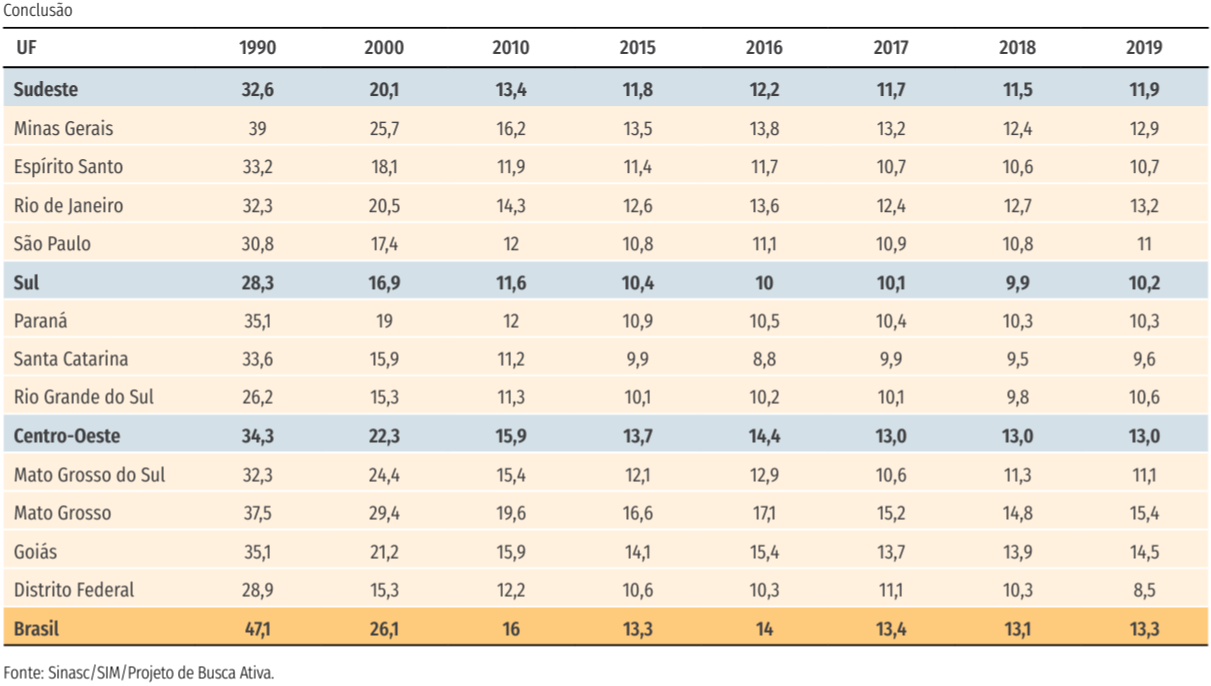 Conclusão
UF 1990 2000 2010 2015 2016 2017 2018 2019
Sudeste 32,6 20,1 13,4 11,8 12,2 11,7 11,5 11,9
Minas Gerais 39 25,7 16,2 13,5 13,8 13,2 12,4 12,9
Espírito Santo 33,2 18,1 11,9 11,4 11,7 10,7 10,6 10,7
Rio de Janeiro 32,3 20,5 14,3 12,6 13,6 12,4 12,7 13,2
São Paulo 30,8 17,4 12 10,8 11,1 10,9 10,8 11
Sul 28,3 16,9 11,6 10,4 10 10,1 9,9 10,2
Paraná 35,1 19 12 10,9 10,5 10,4 10,3 10,3
Santa Catarina 33,6 15,9 11,2 9,9 8,8 9,9 9,5 9,6
Rio Grande do Sul 26,2 15,3 11,3 10,1 10,2 10,1 9,8 10,6
Centro-Oeste 34,3 22,3 15,9 13,7 14,4 13,0 13,0 13,0
Mato Grosso do Sul 32,3 24,4 15,4 12,1 12,9 10,6 11,3 11,1
Mato Grosso 37,5 29,4 19,6 16,6 17,1 15,2 14,8 15,4
Goiás 35,1 21,2 15,9 14,1 15,4 13,7 13,9 14,5
Distrito Federal 28,9 15,3 12,2 10,6 10,3 11,1 10,3 8,5
Brasil 47,1 26,1 16 13,3 14 13,4 13,1 13,3
Fonte: Sinasc/SIM/Projeto de Busca Ativa.